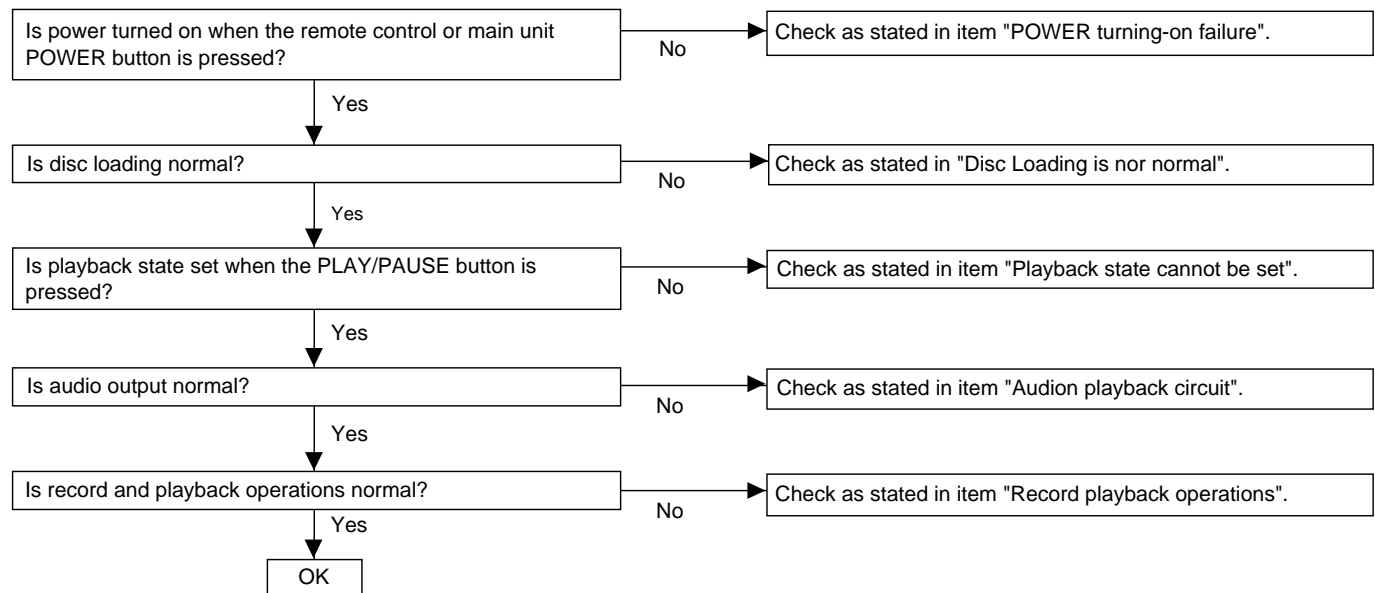 Is power turned on when the remote control or main unit
POWER button is pressed?
No
Check as stated in item "POWER turning-on failure".
Yes
Is disc loading normal?
No
Check as stated in "Disc Loading is nor normal".
Yes
Is playback state set when the PLAY/PAUSE button is
pressed?
No
Check as stated in item "Playback state cannot be set".
Yes
Is audio output normal?
No
Check as stated in item "Audion playback circuit".
Yes
Is record and playback operations normal?
No
Check as stated in item "Record playback operations".
Yes
OK